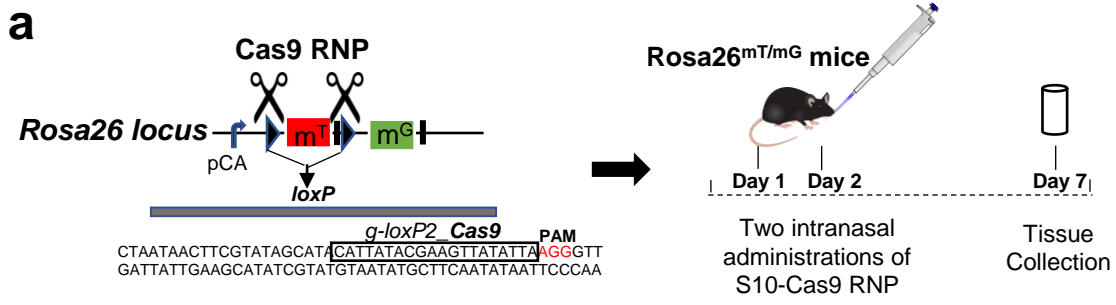 a
Cas9 RNP
Rosa26 locus
mT
mG
pCA
loxP
g-loxP2_Cas9
PAM
CTAATAACTTCGTATAGCATACATTATACGAAGTTATATTAAGGGTT
GATTATTGAAGCATATCGTATGTAATATGCTTCAATATAATTCCCAA
Rosa26mT/mG mice
Day 1
Day 2
Day 7
Two intranasal
administrations of
S10-Cas9 RNP
Tissue
Collection